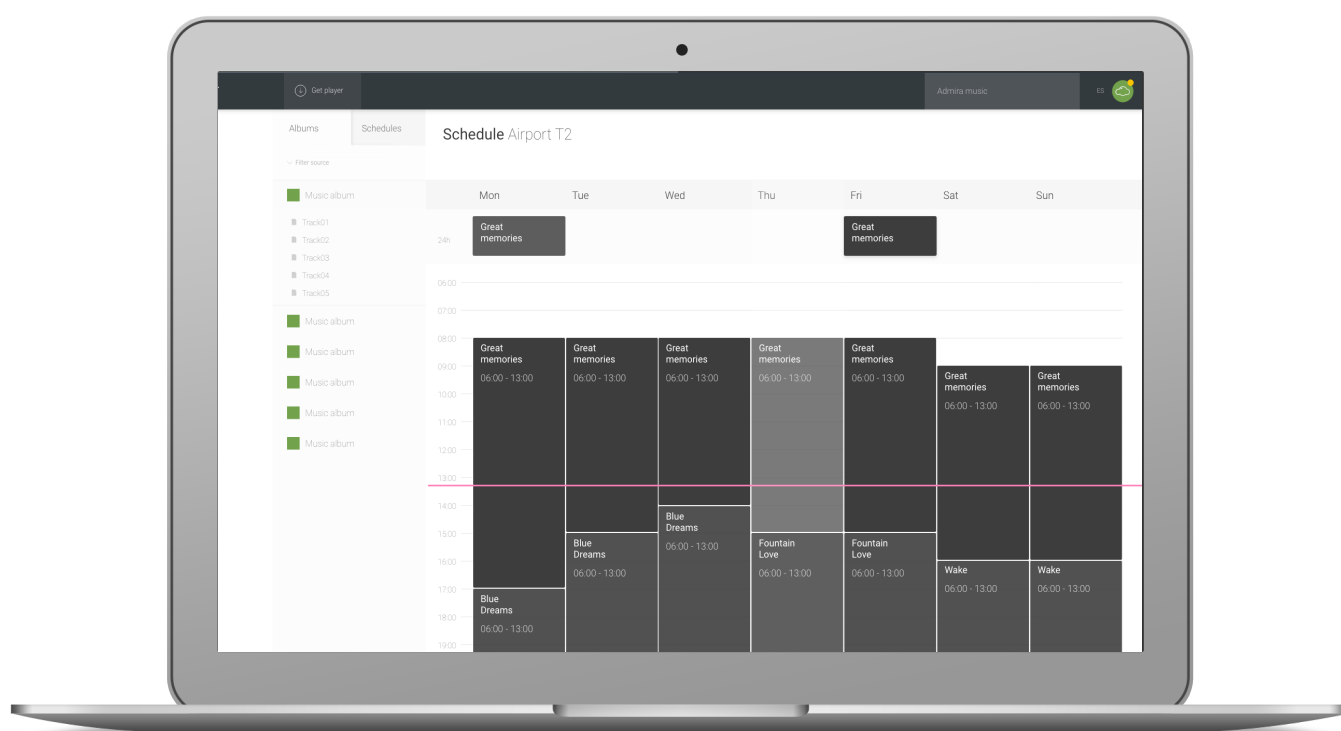 Get player
Admira music
ES
Albums
Schedules
Schedule Airport T2
Filter source
Music album
Track01
Track02
Track03
Track04
Track05
Music album
Music album
Music album
Music album
Music album
Mon
Tue
Wed
Thu
Fri
Sat
Sun
24h
Great
memories
Great
memories
06:00
07:00
08:00
09:00
10:00
11:00
12:00
13:00
14:00
15:00
16:00
17:00
18:00
19:00
Great
memories
06:00 - 13:00
Blue
Dreams
06:00 - 13:00
Great
memories
06:00 - 13:00
Blue
Dreams
06:00 - 13:00
Great
memories
06:00 - 13:00
Blue
Dreams
06:00 - 13:00
Great
memories
06:00 - 13:00
Fountain
Love
06:00 - 13:00
Great
memories
06:00 - 13:00
Fountain
Love
06:00 - 13:00
Great
memories
06:00 - 13:00
Wake
06:00 - 13:00
Great
memories
06:00 - 13:00
Wake
06:00 - 13:00